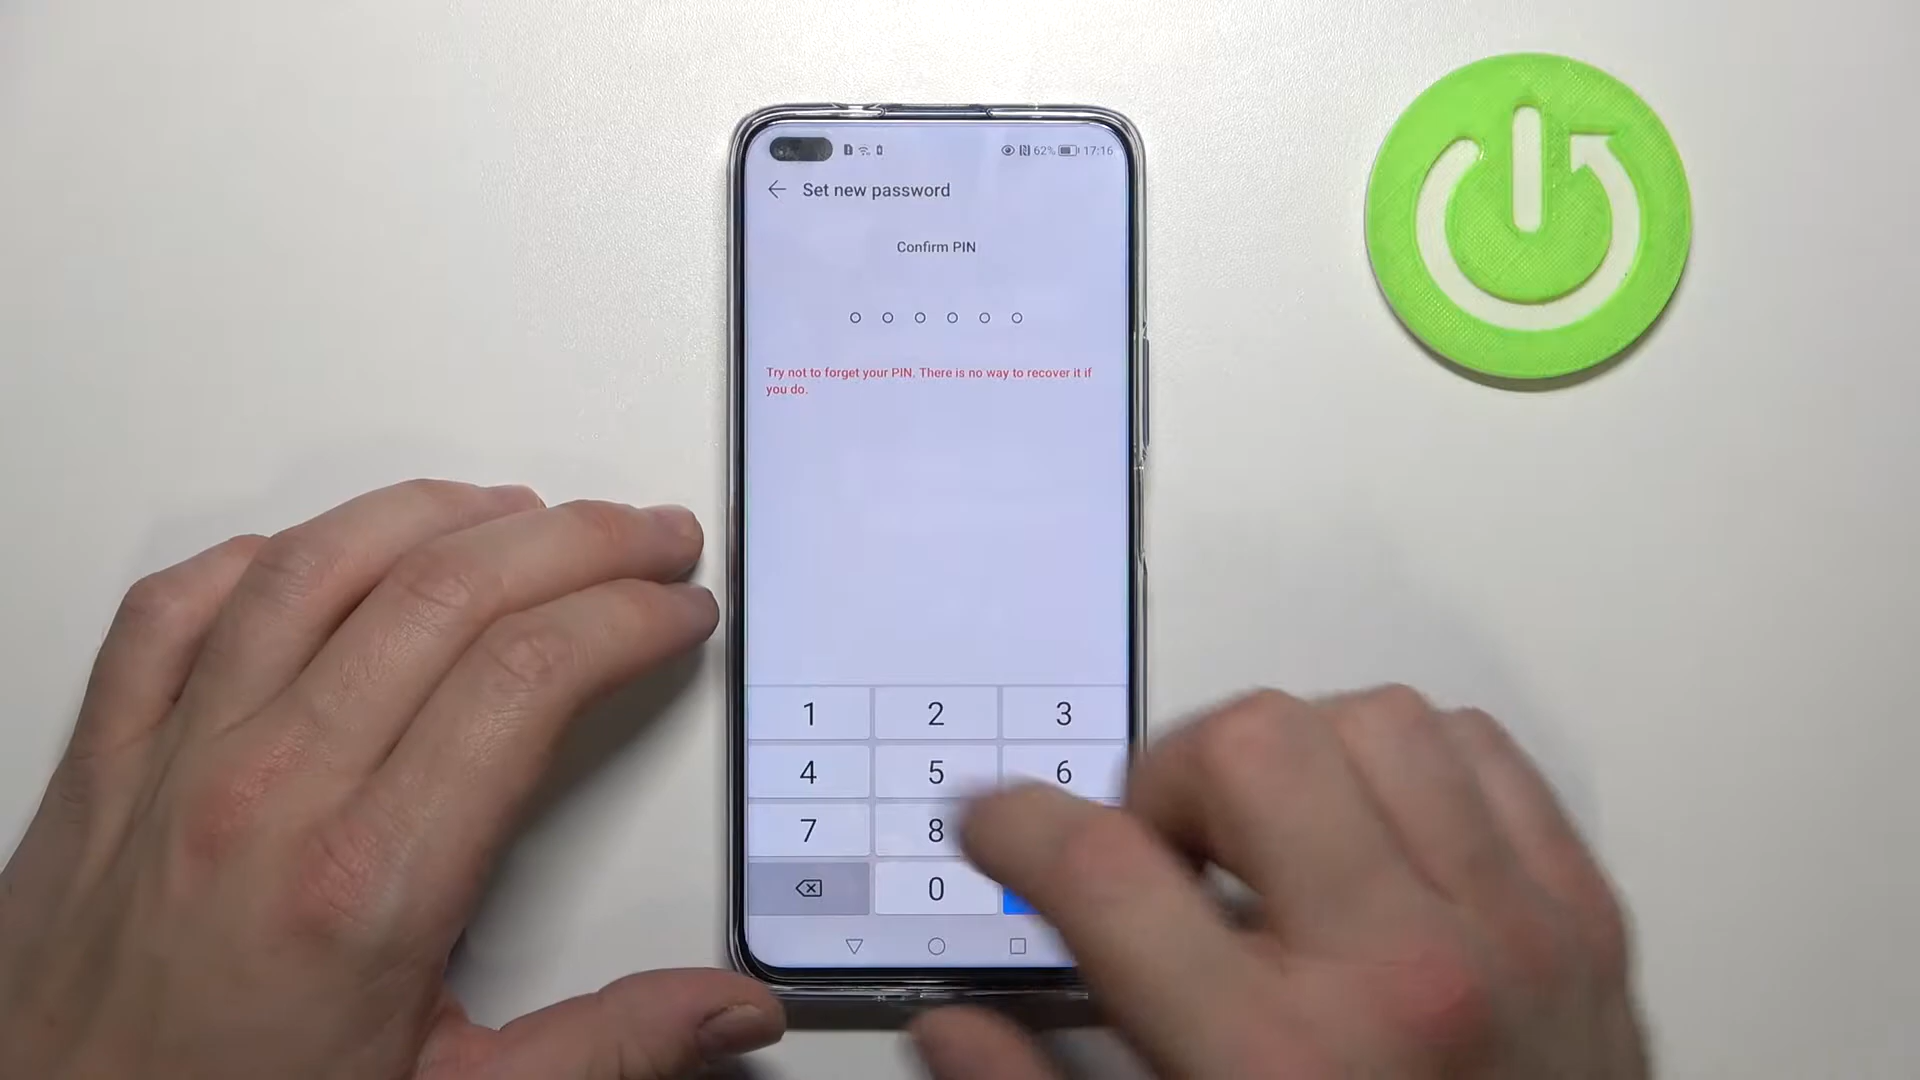 62% 17:16
Set new password
Confirm PIN
Try not to forget your PIN. There is no way to recover it if
you do.
1 2 3
4 5 6
7 8
0